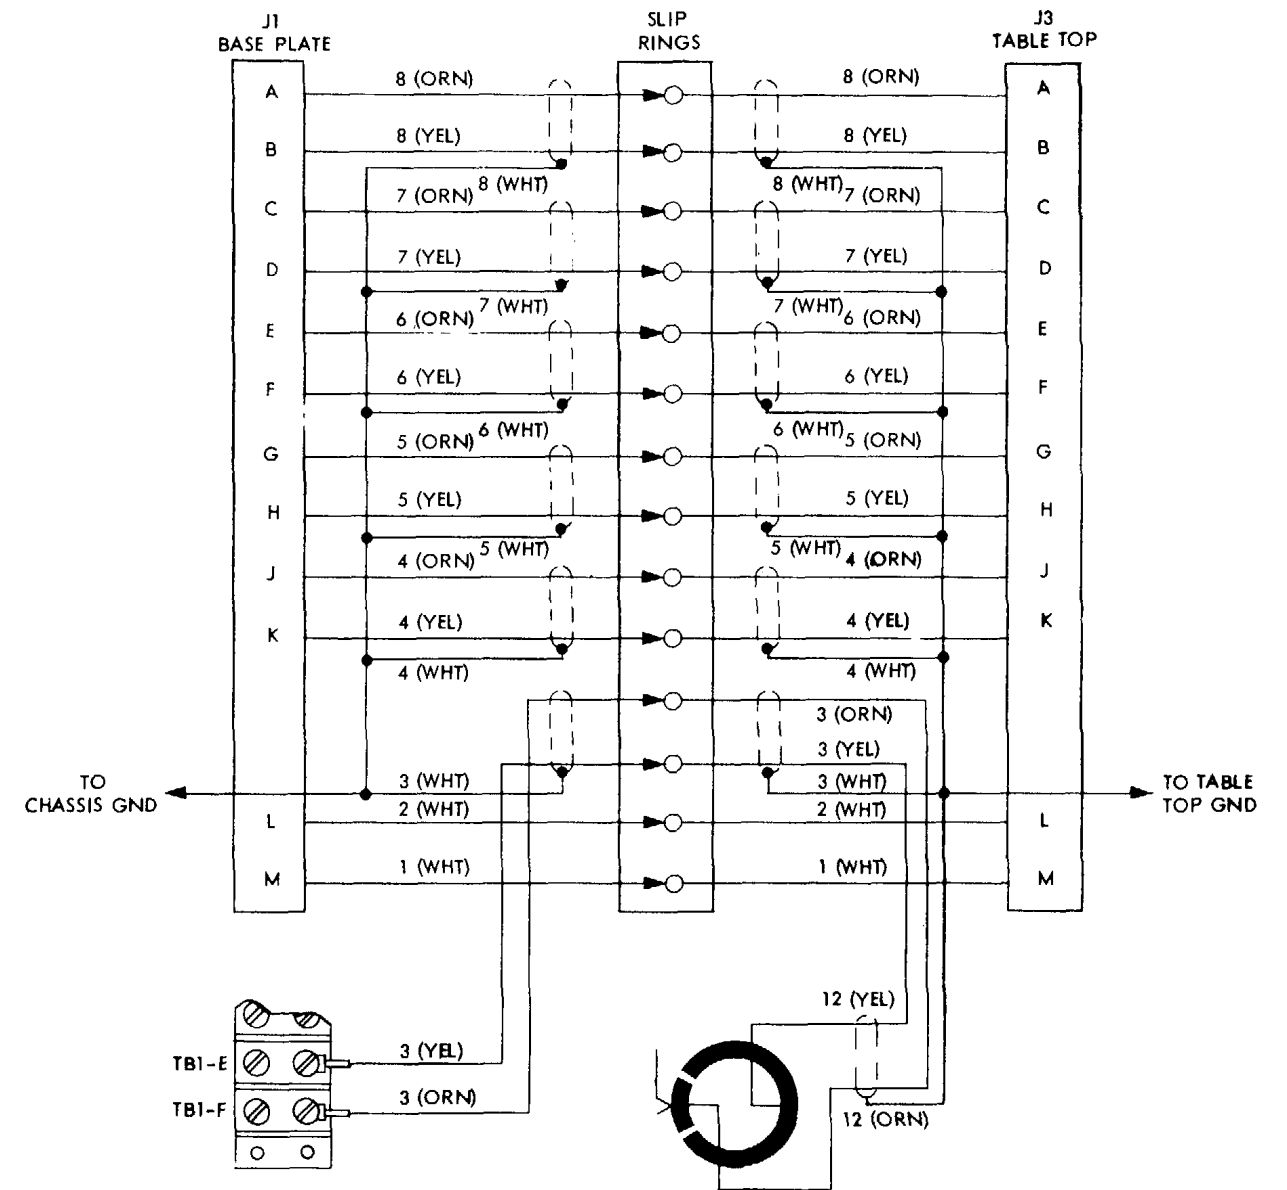 J1
BASE PLATE
SLIP
RINGS
J3
TABLE TOP
A
8 (ORN)
8 (ORN)
A
B
8 (YEL)
8 (YEL)
B
8 (WHT)
8 (WHT)
C
7 (ORN)
7 (ORN)
C
D
7 (YEL)
7 (YEL)
D
7 (WHT)
7 (WHT)
E
6 (ORN)
6 (ORN)
E
F
6 (YEL)
6 (YEL)
F
6 (WHT)
6 (WHT)
G
5 (ORN)
5 (ORN)
G
H
5 (YEL)
5 (YEL)
H
5 (WHT)
5 (WHT)
J
4 (ORN)
4 (ORN)
J
K
4 (YEL)
4 (YEL)
K
4 (WHT)
4 (WHT)
3 (ORN)
3 (YEL)
TO
CHASSIS GND
3 (WHT)
3 (WHT)
TO TABLE
TOP GND
L
2 (WHT)
2 (WHT)
L
M
1 (WHT)
1 (WHT)
M
12 (YEL)
TB1-E
3 (YEL)
TB1-F
3 (ORN)
12 (ORN)